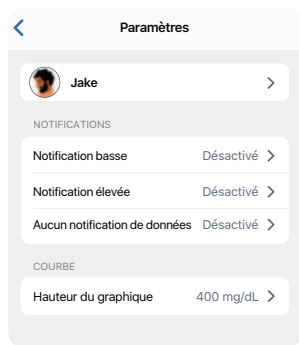 Paramètres
Jake
NOTIFICATIONS
Notification basse Désactivé
Notification élevée Désactivé
Aucun notification de données Désactivé
COURBE
Hauteur du graphique 400 mg/dL